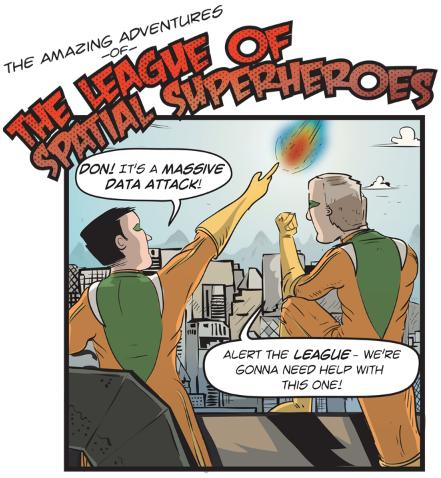 THE AMAZING ADVENTURES
-OF-
THE LEAGUE OF
SPATIAL SUPERHEROES
DON! IT'S A MASSIVE
DATA ATTACK!
ALERT THE LEAGUE - WE'RE
GONNA NEED HELP WITH
THIS ONE!